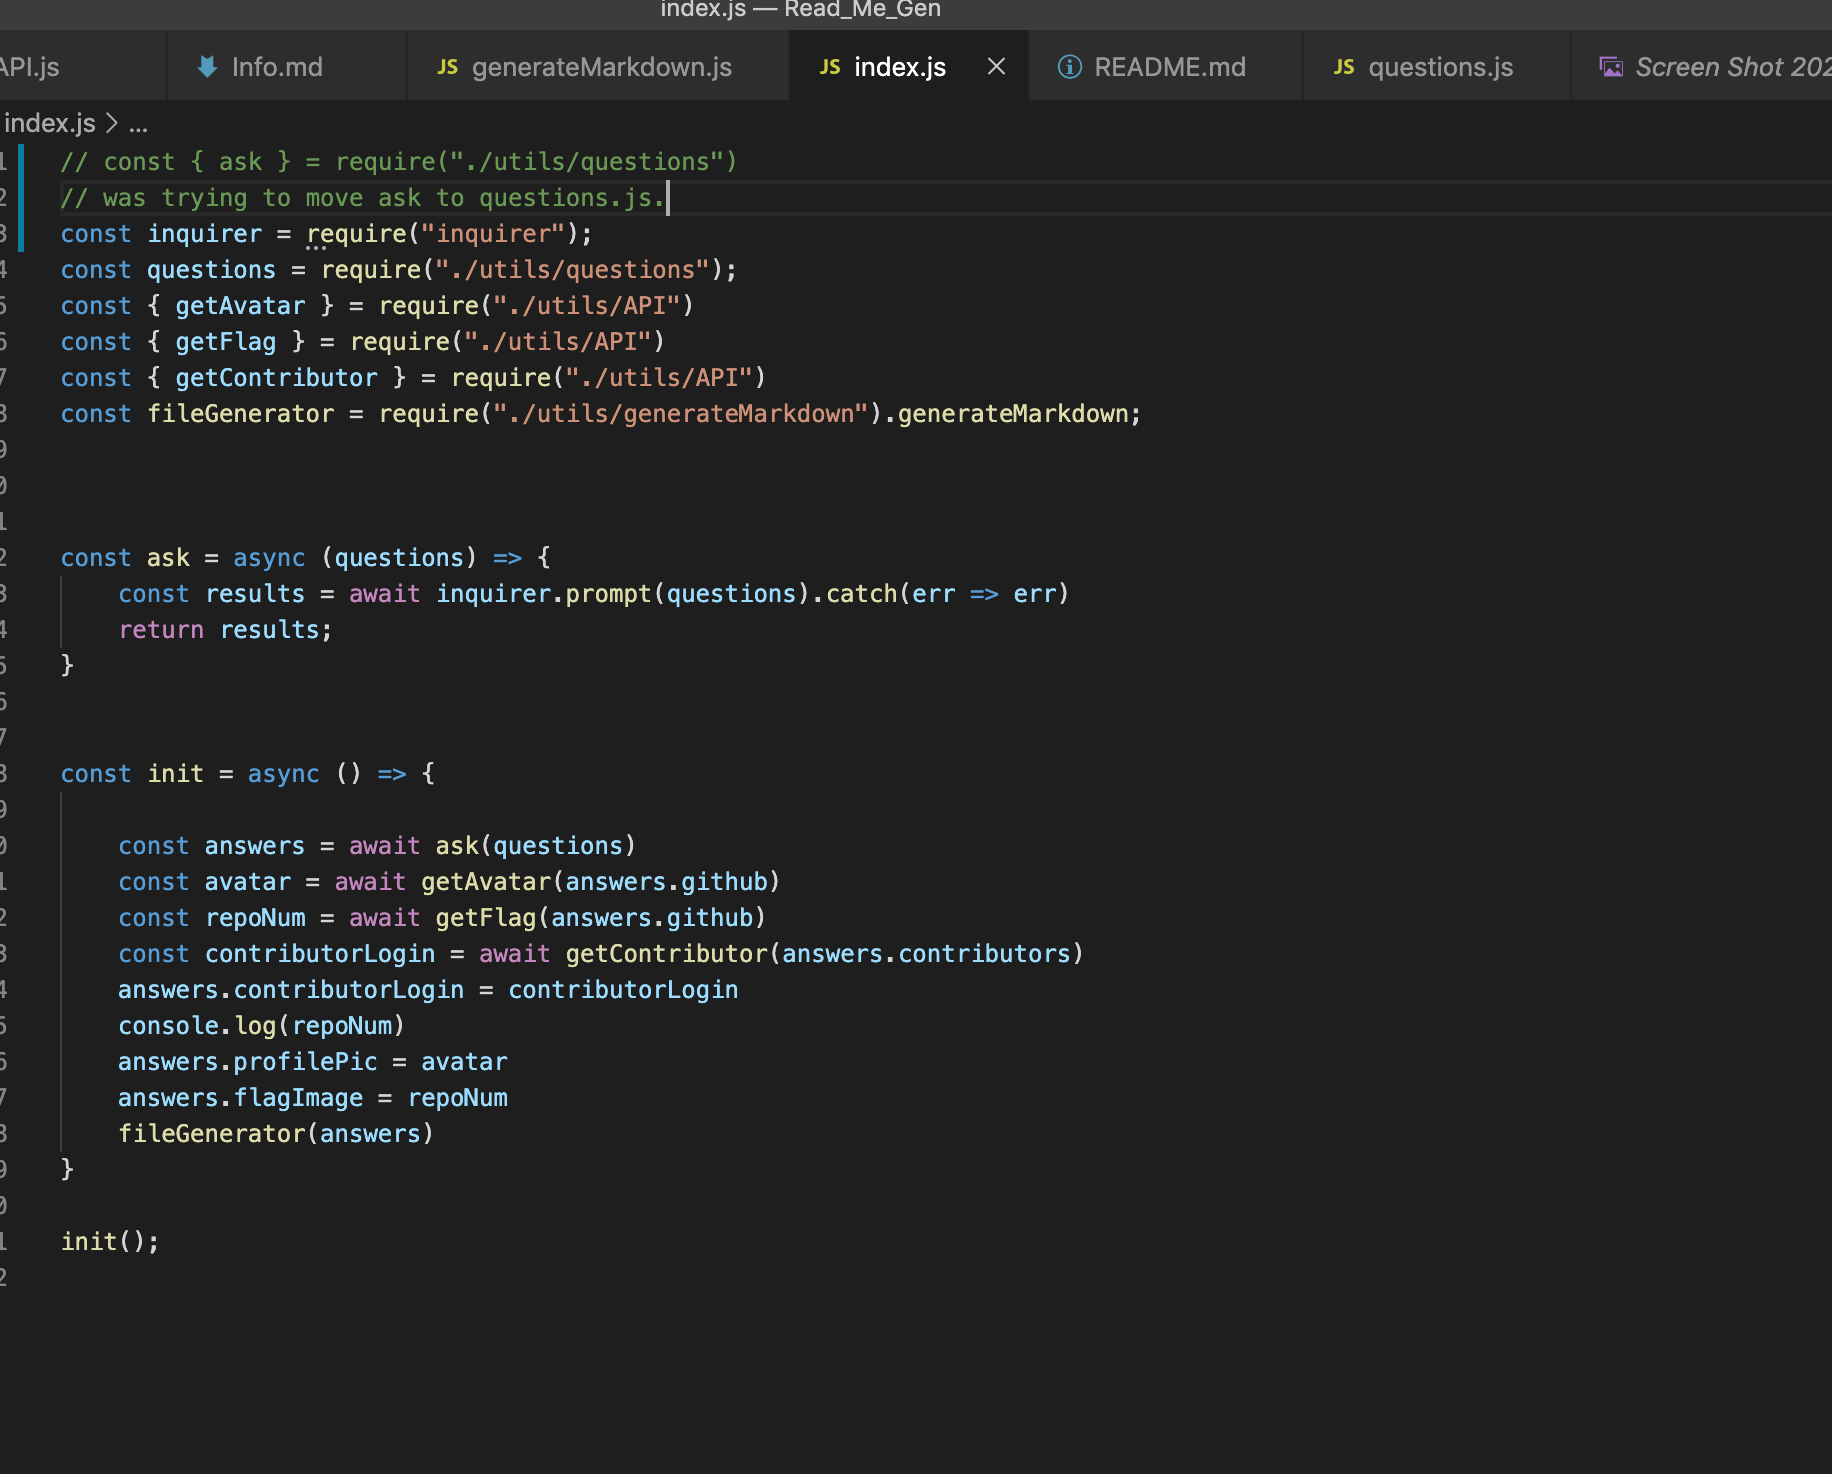 index.js — Read_Me_Gen
API.js Info.md JS generateMarkdown.js JS index.js README.md JS questions.js Screen Shot 202
index.js > ...
1 // const { ask } = require("./utils/questions")
2 // was trying to move ask to questions.js.
3 const inquirer = require("inquirer");
4 const questions = require("./utils/questions");
5 const { getAvatar } = require("./utils/API")
6 const { getFlag } = require("./utils/API")
7 const { getContributor } = require("./utils/API")
8 const fileGenerator = require("./utils/generateMarkdown").generateMarkdown;
9
0
1
2 const ask = async (questions) => {
3 const results = await inquirer.prompt(questions).catch(err => err)
4 return results;
5 }
6
7
8 const init = async () => {
9
0 const answers = await ask(questions)
1 const avatar = await getAvatar(answers.github)
2 const repoNum = await getFlag(answers.github)
3 const contributorLogin = await getContributor(answers.contributors)
4 answers.contributorLogin = contributorLogin
5 console.log(repoNum)
6 answers.profilePic = avatar
7 answers.flagImage = repoNum
8 fileGenerator(answers)
9 }
0
1 init();
2